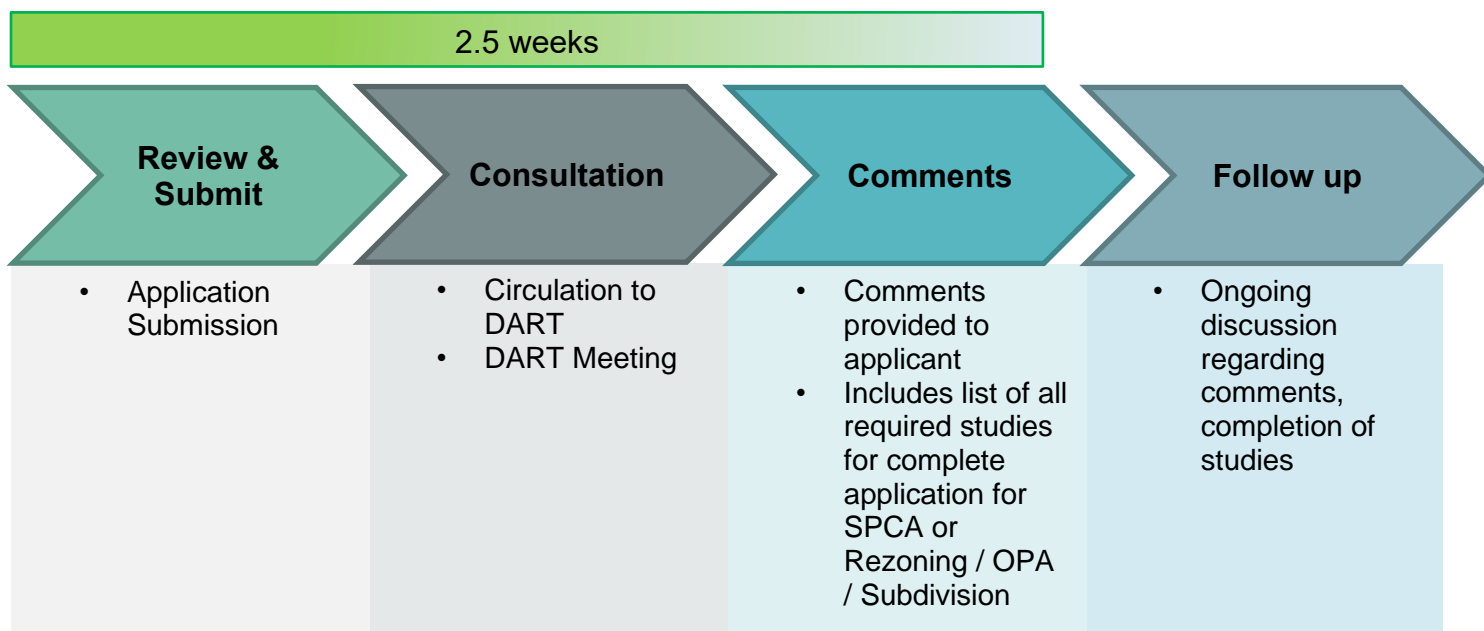 2.5 weeks
Review &
Submit
Consultation
Comments
Follow up
• Application
Submission
• Circulation to
DART
• DART Meeting
• Comments
provided to
applicant
• Includes list of all
required studies
for complete
application for
SPCA or
Rezoning / OPA
/ Subdivision
• Ongoing
discussion
regarding
comments,
completion of
studies